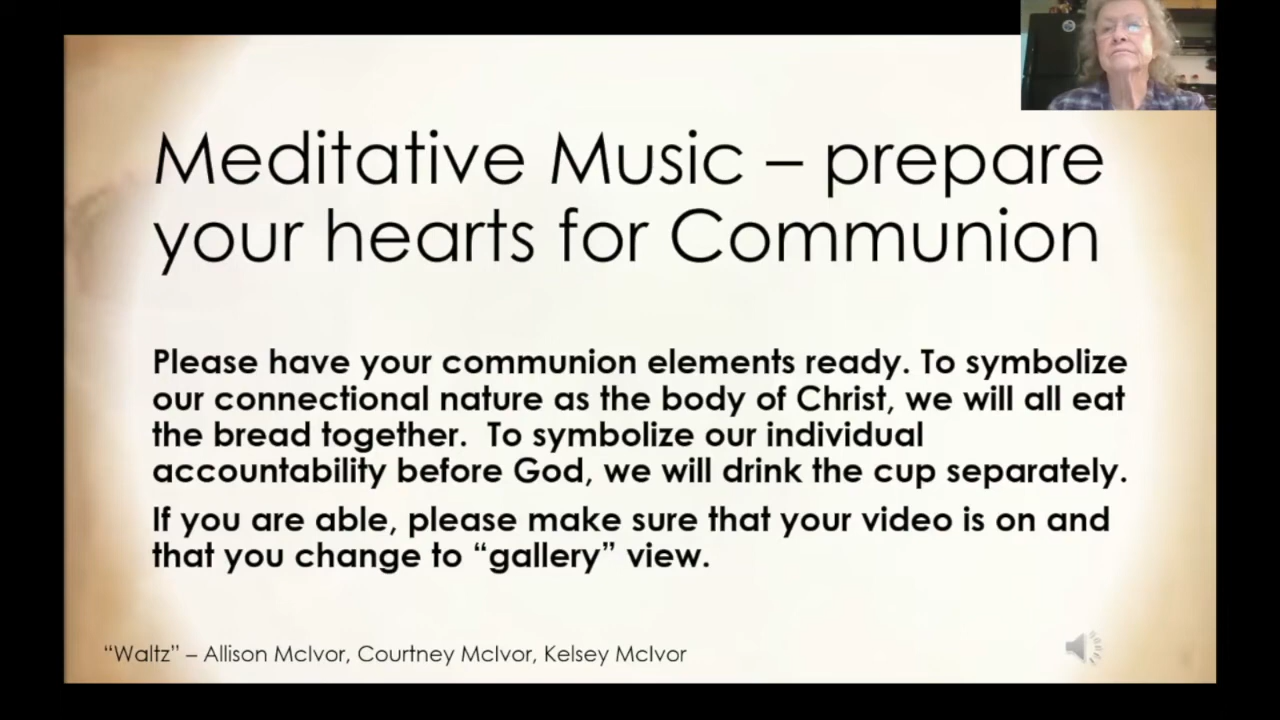 Meditative Music – prepare
your hearts for Communion
Please have your communion elements ready. To symbolize
our connectional nature as the body of Christ, we will all eat
the bread together.  To symbolize our individual
accountability before God, we will drink the cup separately.
If you are able, please make sure that your video is on and
that you change to “gallery” view.
“Waltz” – Allison McIvor, Courtney McIvor, Kelsey McIvor